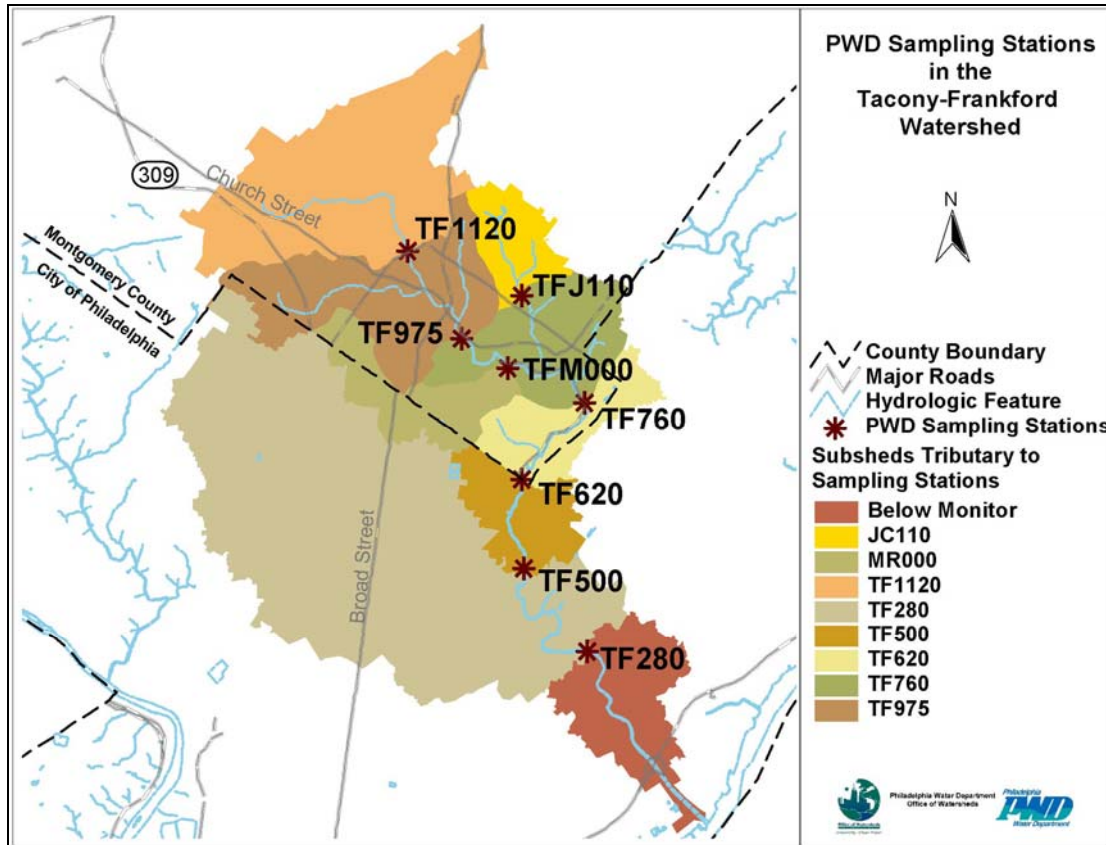 PWD Sampling Stations
in the
Tacony-Frankford
Watershed
N
309
Church Street
TF1120
Montgomery County
City of Philadelphia
TFJ110
TF975
TFM000
TF760
TF620
Broad Street
TF500
TF280
County Boundary
Major Roads
Hydrologic Feature
PWD Sampling Stations
Subsheds Tributary to
Sampling Stations
Below Monitor
JC110
MR000
TF1120
TF280
TF500
TF620
TF760
TF975
Philadelphia Water Department
Office of Watersheds
Philadelphia
PWD
Water Department